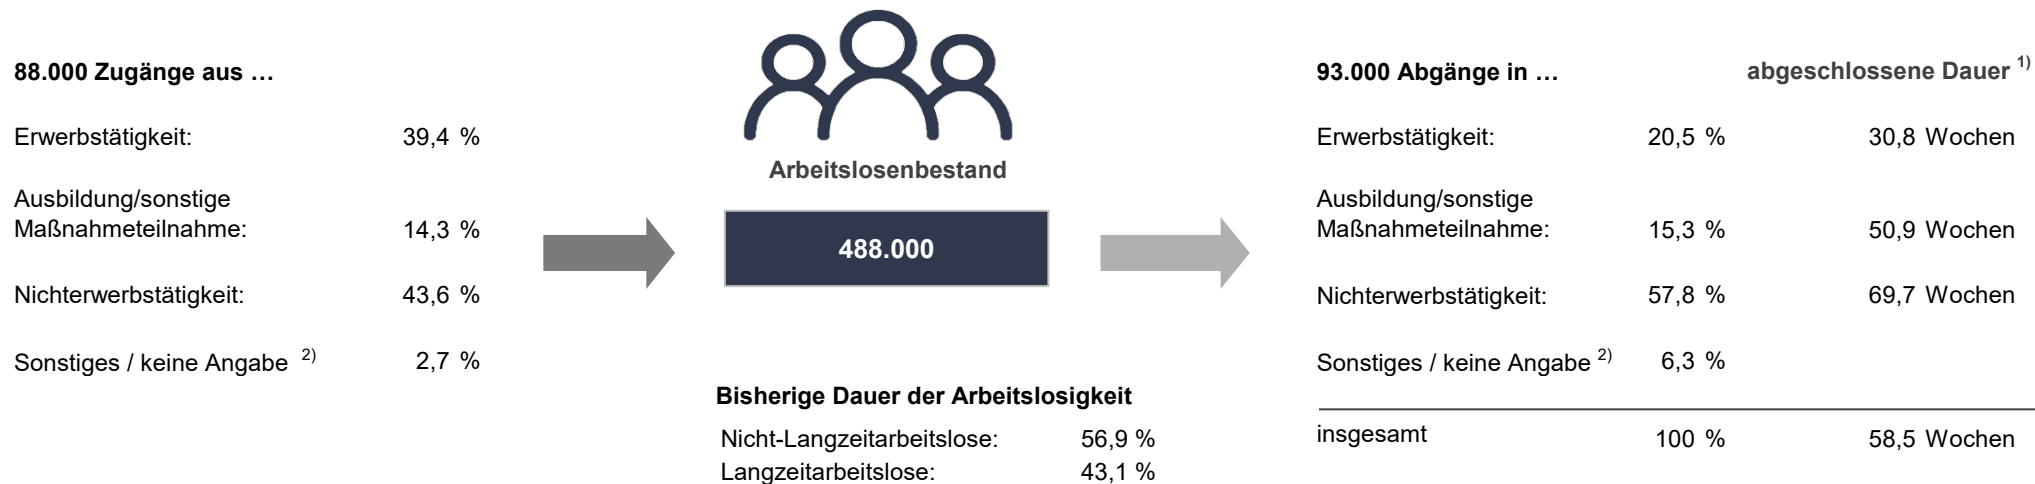 88.000 Zugänge aus …
Erwerbstätigkeit: 39,4 %
Ausbildung/sonstige
Maßnahmeteilnahme: 14,3 %
Nichterwerbstätigkeit: 43,6 %
Sonstiges / keine Angabe 2) 2,7 %
Arbeitslosenbestand
488.000
Bisherige Dauer der Arbeitslosigkeit
Nicht-Langzeitarbeitslose: 56,9 %
Langzeitarbeitslose: 43,1 %
93.000 Abgänge in … abgeschlossene Dauer 1)
Erwerbstätigkeit: 20,5 % 30,8 Wochen
Ausbildung/sonstige
Maßnahmeteilnahme: 15,3 % 50,9 Wochen
Nichterwerbstätigkeit: 57,8 % 69,7 Wochen
Sonstiges / keine Angabe 2) 6,3 %
insgesamt 100 % 58,5 Wochen